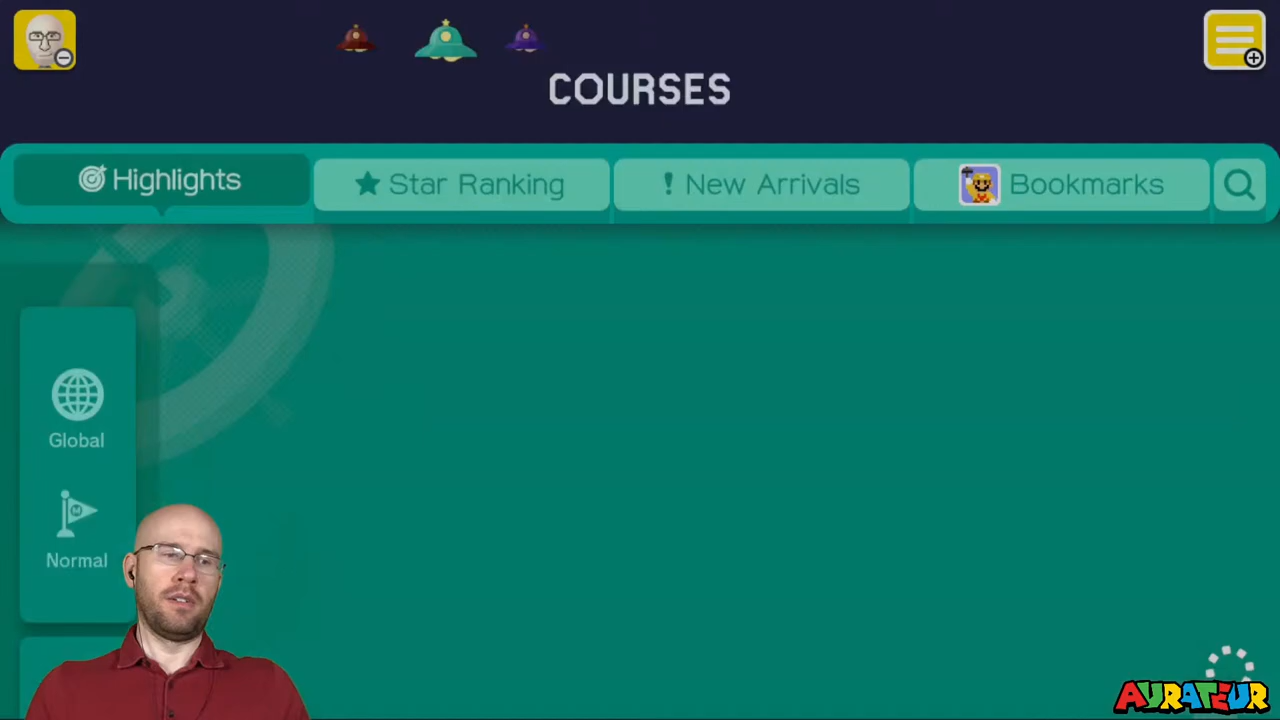 COURSES
Highlights
Star Ranking
New Arrivals
Bookmarks
Global
Normal
AURATEUR